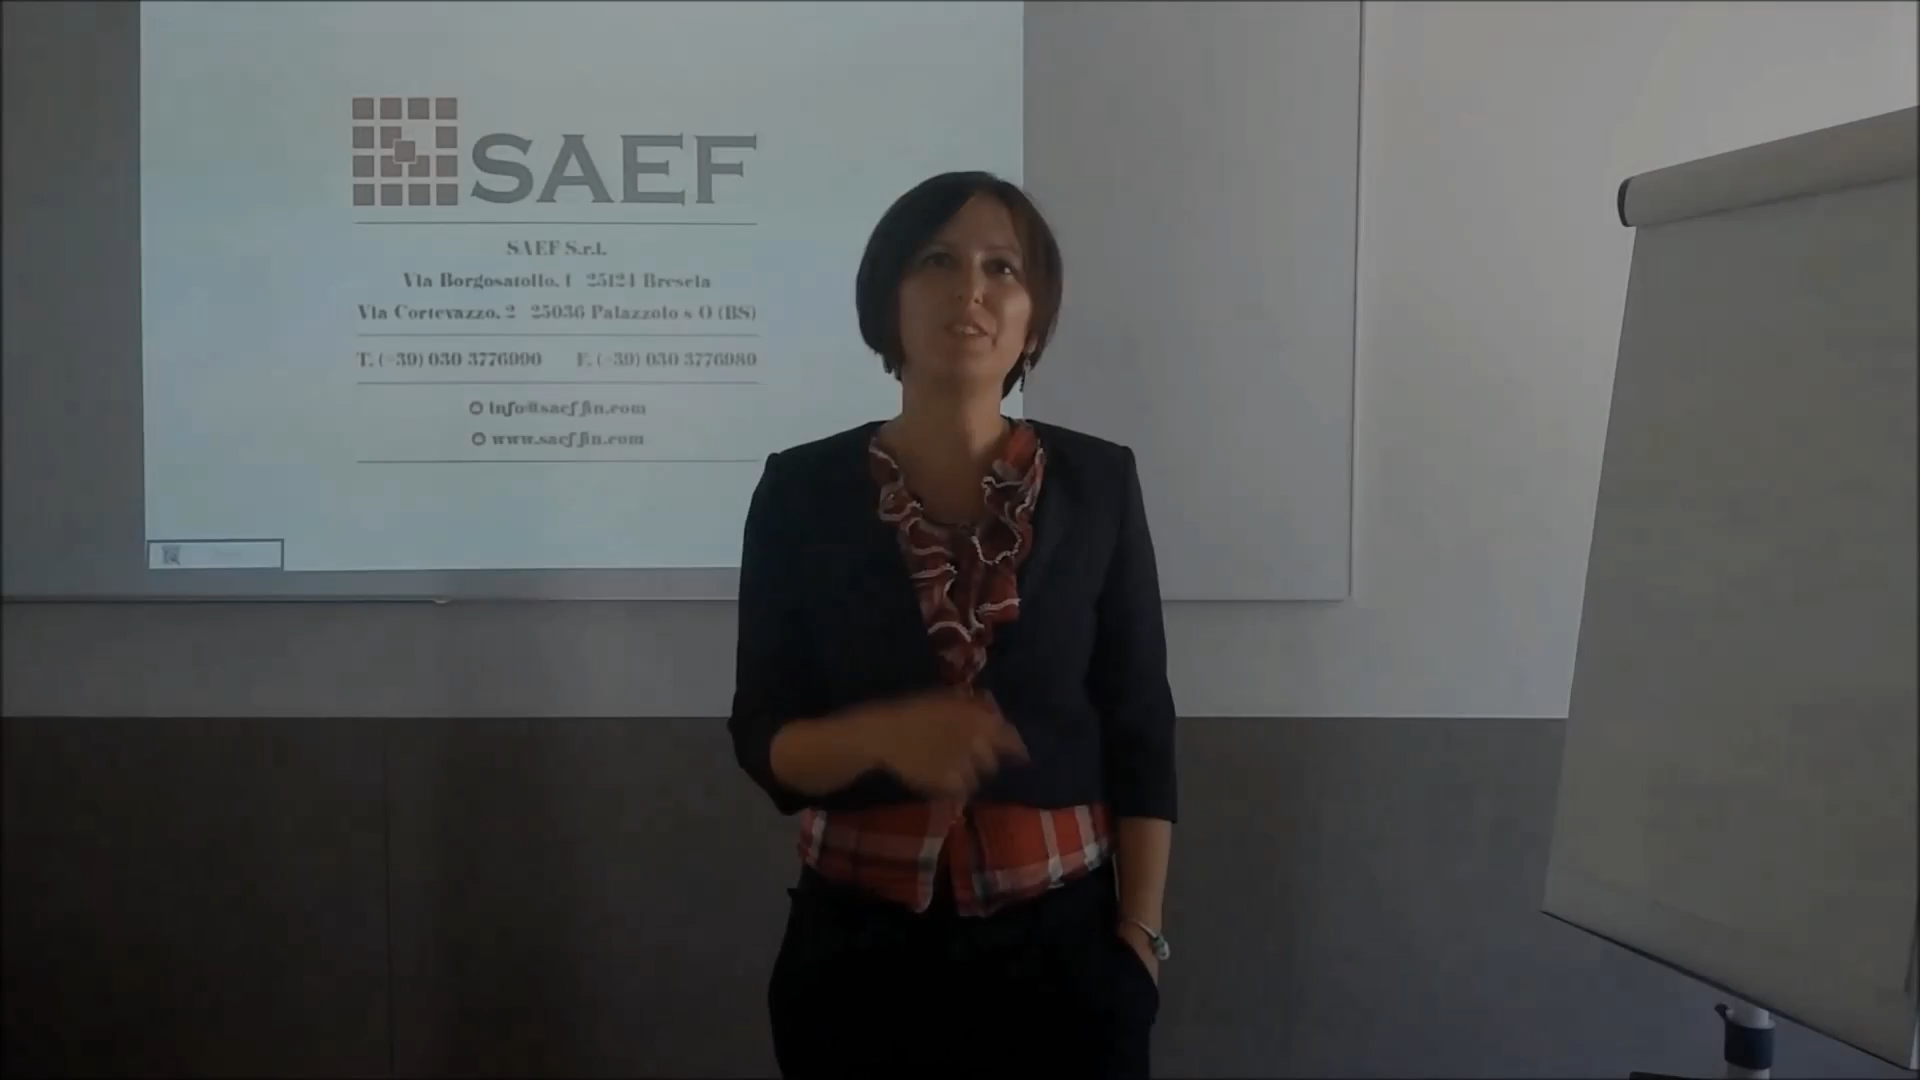 SAEF
SAEF S.r.l.
Via Borgosatollo, 1 25124 Brescia
Via Cortevazzo, 2 25036 Palazzolo s O (BS)
T. (+39) 030 3776990 F. (+39) 030 3776980
info@saef fin.com
www.saef fin.com